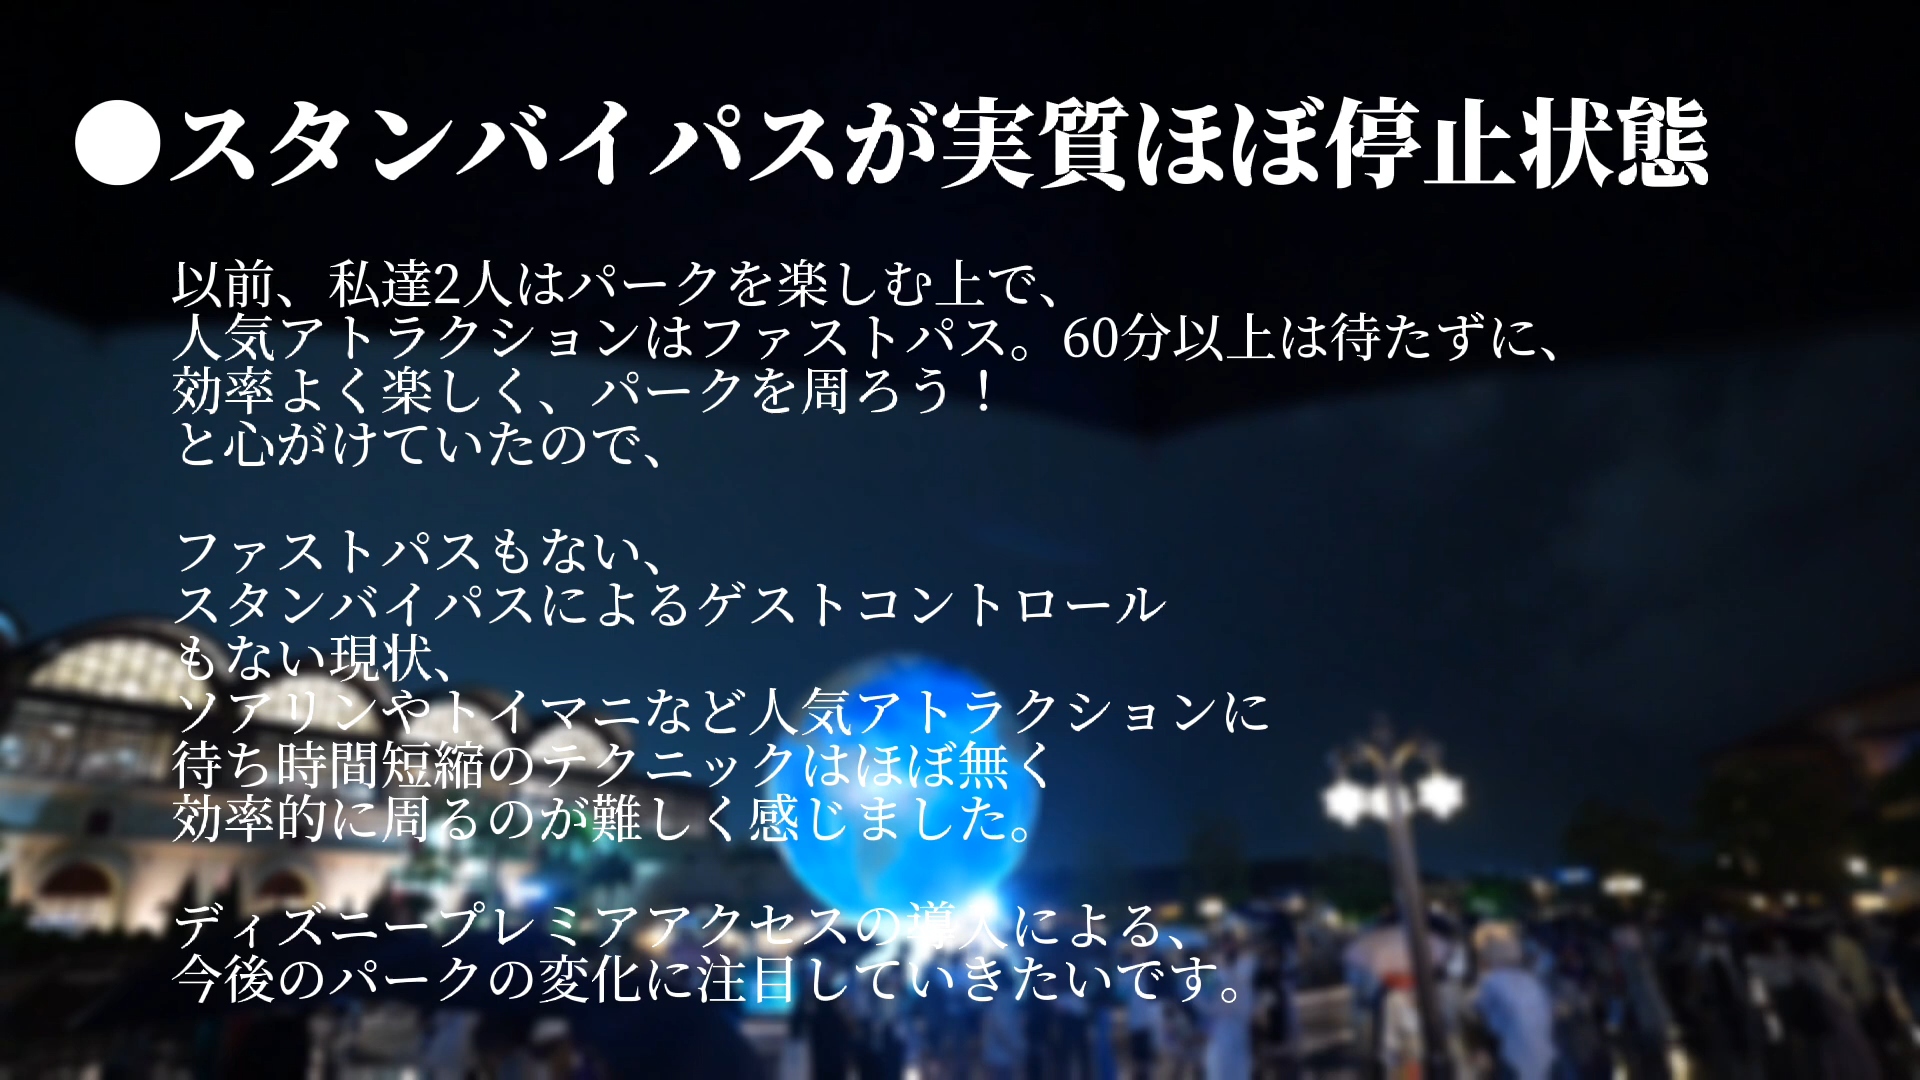 ●スタンバイパスが実質ほぼ停止状態
以前、私達2人はパークを楽しむ上で、
人気アトラクションはファストパス。60分以上は待たずに、
効率よく楽しく、パークを周ろう！
と心がけていたので、
ファストパスもない、
スタンバイパスによるゲストコントロール
もない現状、
ソアリンやトイマニなど人気アトラクションに
待ち時間短縮のテクニックはほぼ無く
効率的に周るのが難しく感じました。
ディズニープレミアアクセスの導入による、
今後のパークの変化に注目していきたいです。